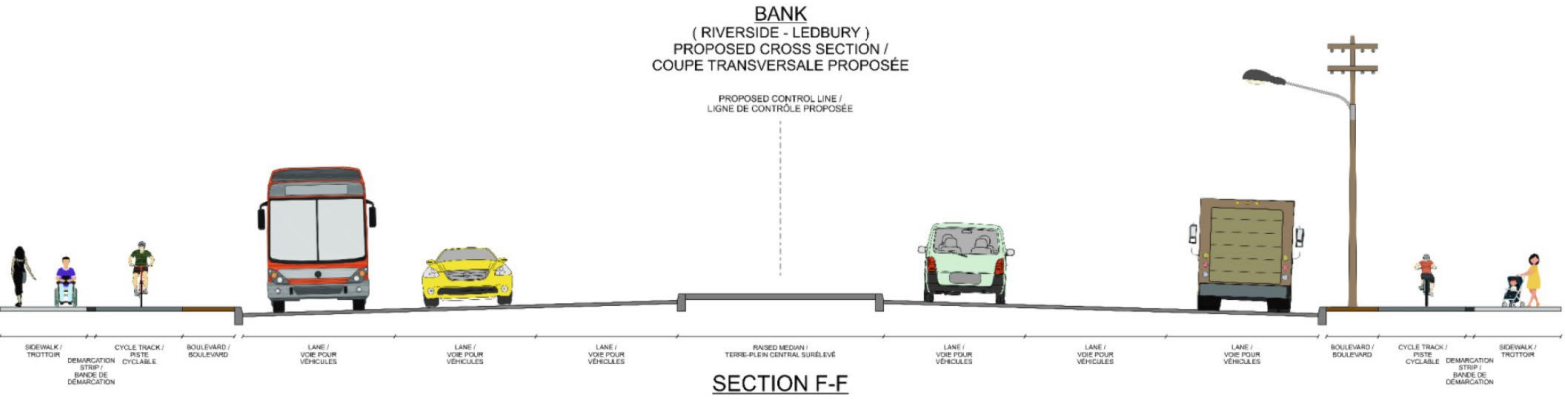 BANK
( RIVERSIDE - LEDBURY )
PROPOSED CROSS SECTION /
COUPE TRANSVERSALE PROPOSÉE
PROPOSED CONTROL LINE /
LIGNE DE CONTRÔLE PROPOSÉE
SIDEWALK /
TROTTOIR
DEMARCATION
STRIP /
BANDE DE
DÉMARCATION
CYCLE TRACK /
PISTE
CYCLABLE
BOULEVARD /
BOULEVARD
LANE /
VOIE POUR
VÉHICULES
LANE /
VOIE POUR
VÉHICULES
LANE /
VOIE POUR
VÉHICULES
RAISED MEDIAN /
TERRE-PLEIN CENTRAL SURÉLEVÉ
LANE /
VOIE POUR
VÉHICULES
LANE /
VOIE POUR
VÉHICULES
LANE /
VOIE POUR
VÉHICULES
BOULEVARD /
BOULEVARD
CYCLE TRACK /
PISTE
CYCLABLE
DEMARCATION
STRIP /
BANDE DE
DÉMARCATION
SIDEWALK /
TROTTOIR
SECTION F-F